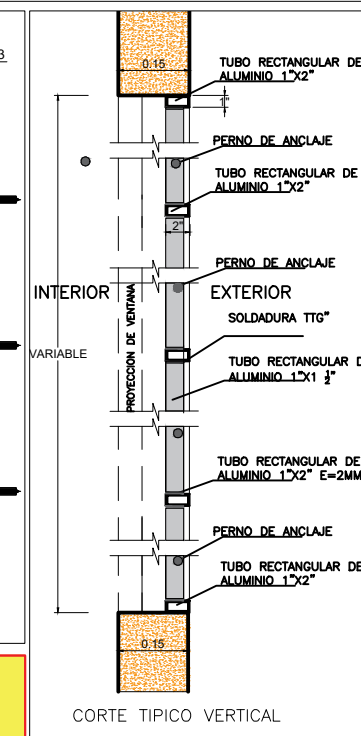 3
0.15
TUBO RECTANGULAR DE
ALUMINIO 1"X2"
1"
PERNO DE ANCLAJE
TUBO RECTANGULAR DE
ALUMINIO 1"X2"
2"
PERNO DE ANCLAJE
INTERIOR
EXTERIOR
PROYECCION DE VENTANA
SOLDADURA TTG"
VARIABLE
TUBO RECTANGULAR D
ALUMINIO 1"X1 1/2"
TUBO RECTANGULAR DE
ALUMINIO 1"X2" E=2MM
PERNO DE ANCLAJE
TUBO RECTANGULAR DE
ALUMINIO 1"X2"
0.15
CORTE TIPICO VERTICAL